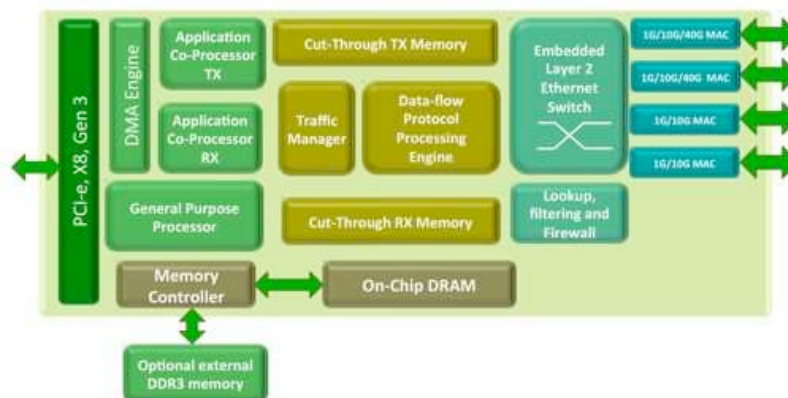 PCI-e, X8, Gen 3
DMA Engine
Application
Co-Processor
TX
Application
Co-Processor
RX
General Purpose
Processor
Cut-Through TX Memory
Traffic
Manager
Data-flow
Protocol
Processing
Engine
Cut-Through RX Memory
Embedded
Layer 2
Ethernet
Switch
Lookup,
filtering and
Firewall
1G/10G/40G MAC
1G/10G/40G MAC
1G/10G MAC
1G/10G MAC
Memory
Controller
On-Chip DRAM
Optional external
DDR3 memory